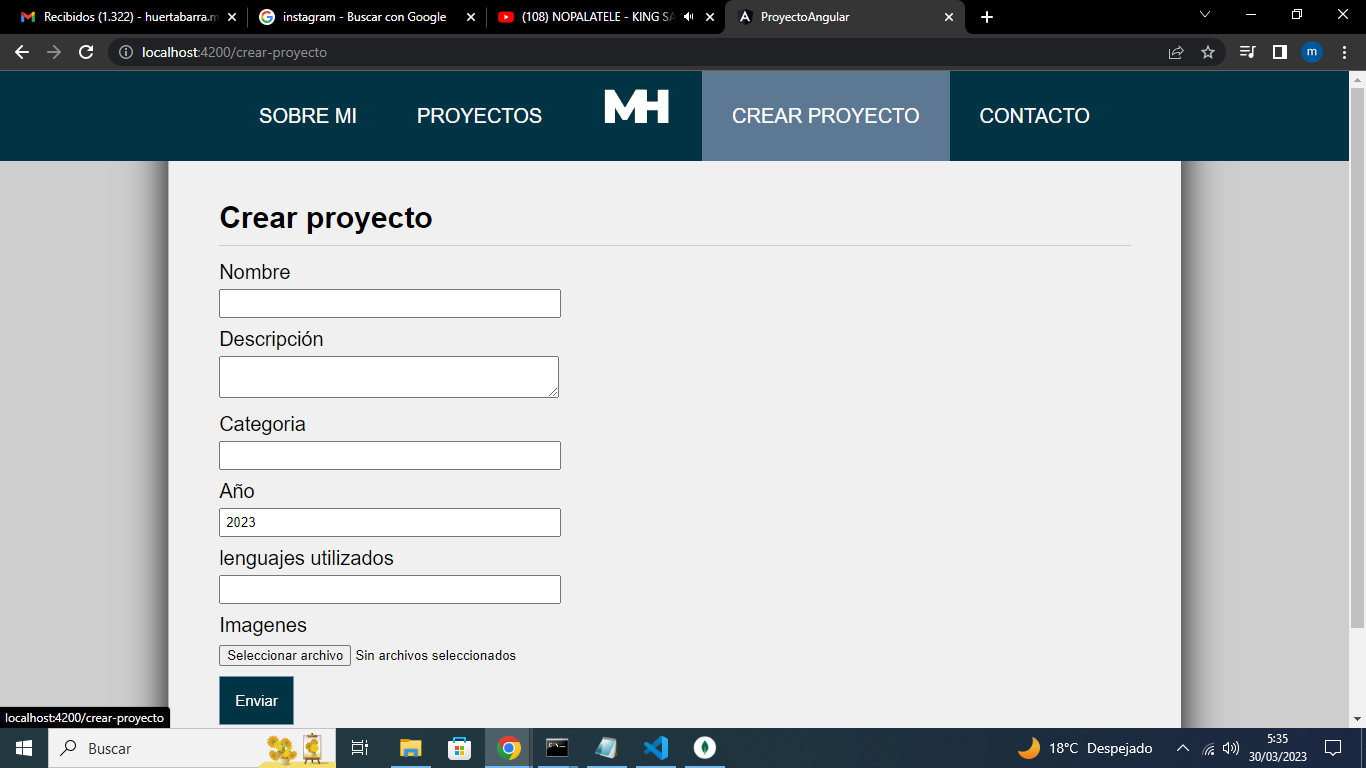 Recibidos (1.322) - huertabarra.m
instagram - Buscar con Google
(108) NOPALATELE - KING SA
ProyectoAngular
localhost:4200/crear-proyecto
m
SOBRE MI
PROYECTOS
MH
CREAR PROYECTO
CONTACTO
Crear proyecto
Nombre
Descripción
Categoria
Año
2023
lenguajes utilizados
Imagenes
Seleccionar archivo Sin archivos seleccionados
Enviar
localhost:4200/crear-proyecto
Buscar
18°C Despejado
5:35
30/03/2023